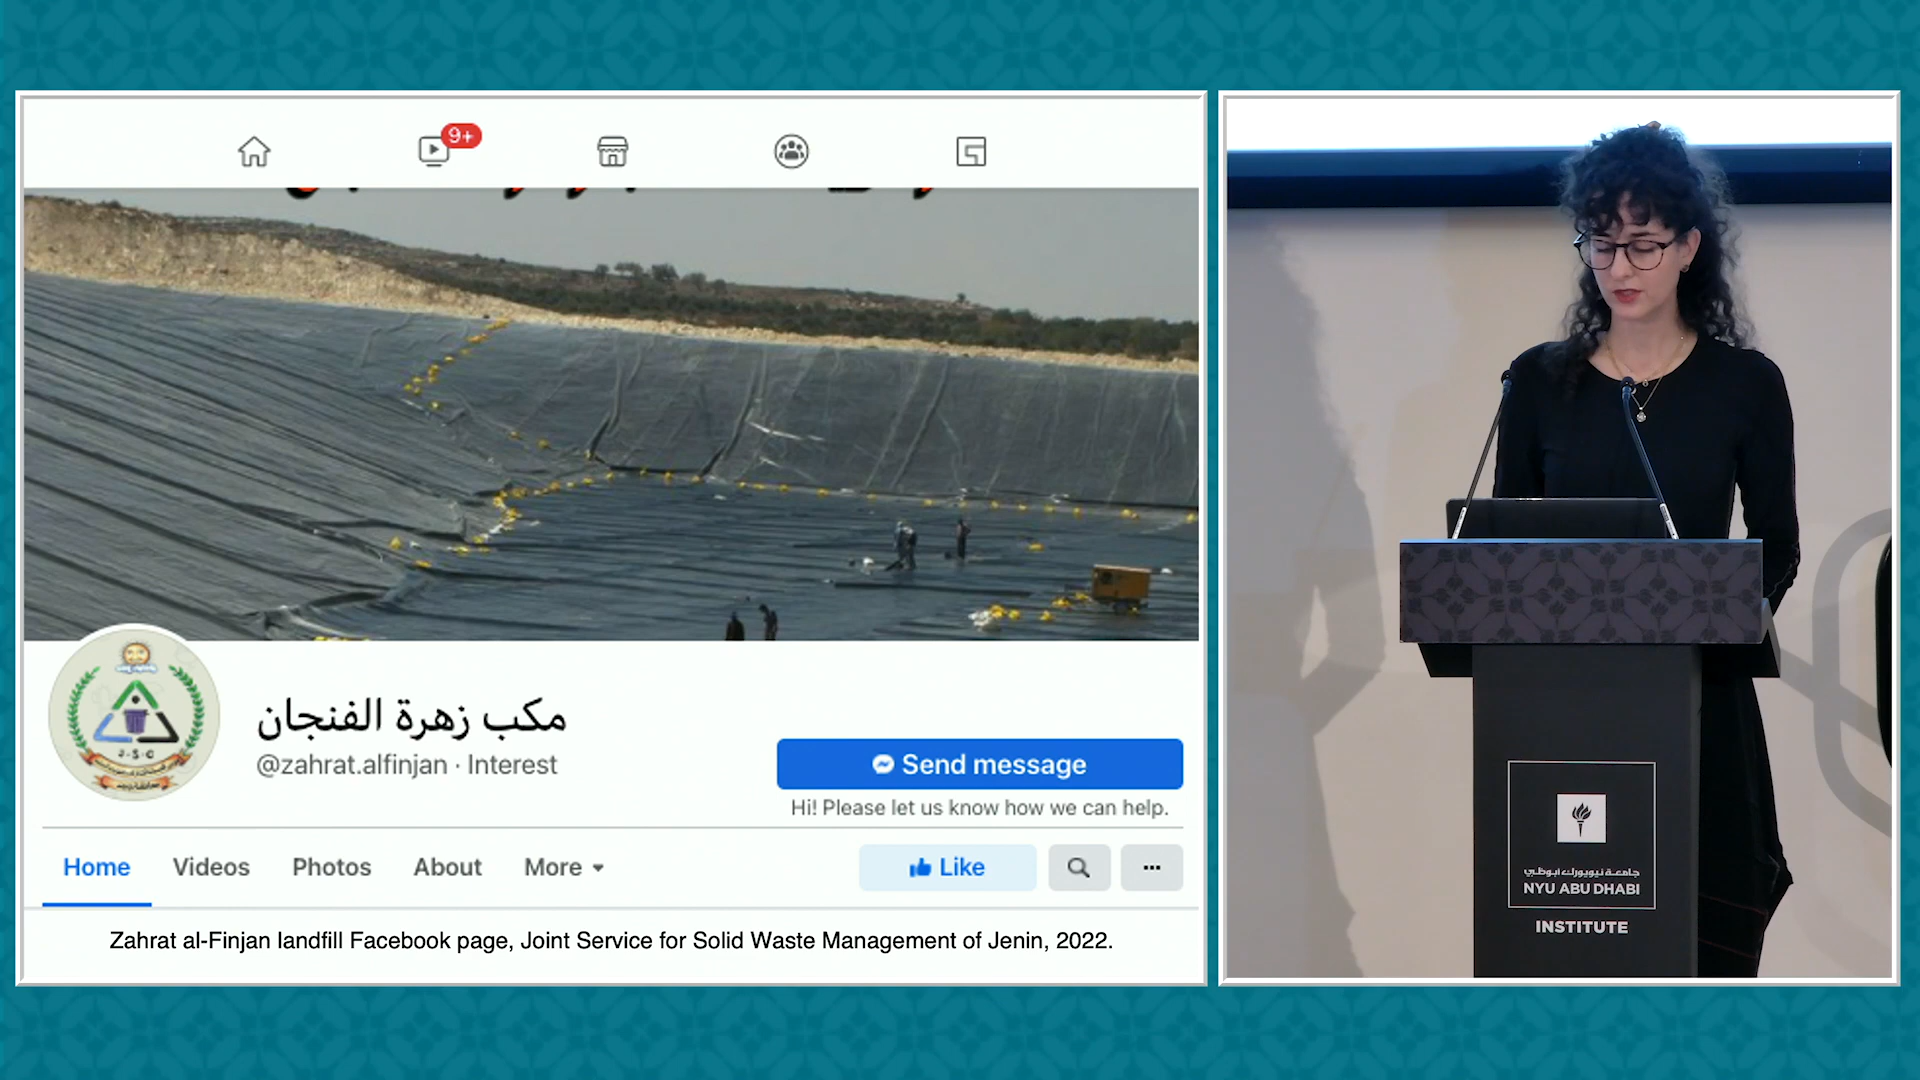 9+
مكب زهرة الفنجان
@zahrat.alfinjan · Interest
Send message
Hi! Please let us know how we can help.
Home
Videos
Photos
About
More
Like
Zahrat al-Finjan landfill Facebook page, Joint Service for Solid Waste Management of Jenin, 2022.
J-S-C
جامعة نيويورك أبوظبي
NYU ABU DHABI
INSTITUTE